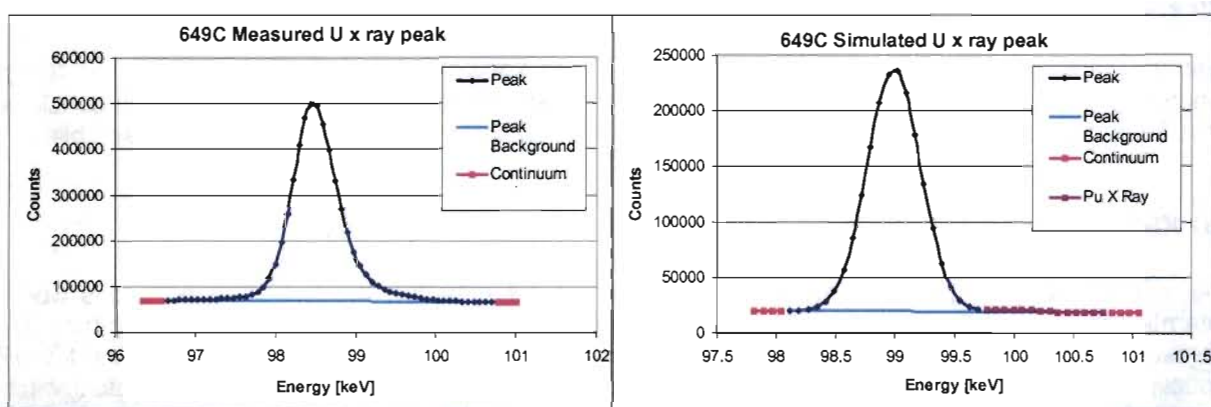 649C Measured U x ray peak
600000
500000
400000
300000
200000
100000
0
Counts
96 97 98 99 100 101 102
Energy [keV]
Peak
Peak
Background
Continuum
649C Simulated U x ray peak
250000
200000
150000
100000
50000
0
Counts
97.5 98 98.5 99 99.5 100 100.5 101 101.5
Energy [keV]
Peak
Peak
Background
Continuum
Pu X Ray